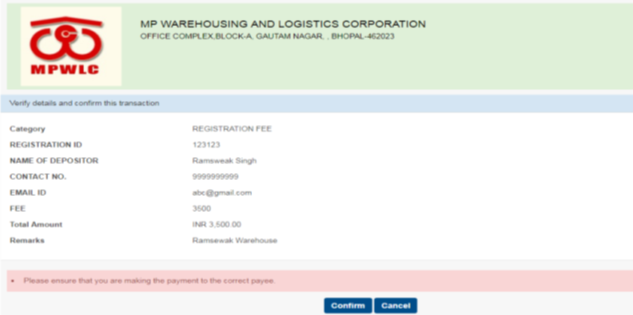 MPWLC
MP WAREHOUSING AND LOGISTICS CORPORATION
OFFICE COMPLEX,BLOCK-A, GAUTAM NAGAR, , BHOPAL-462023
Verify details and confirm this transaction
Category REGISTRATION FEE
REGISTRATION ID 123123
NAME OF DEPOSITOR Ramsweak Singh
CONTACT NO. 9999999999
EMAIL ID abc@gmail.com
FEE 3500
Total Amount INR 3,500.00
Remarks Ramsewak Warehouse
• Please ensure that you are making the payment to the correct payee.
Confirm Cancel